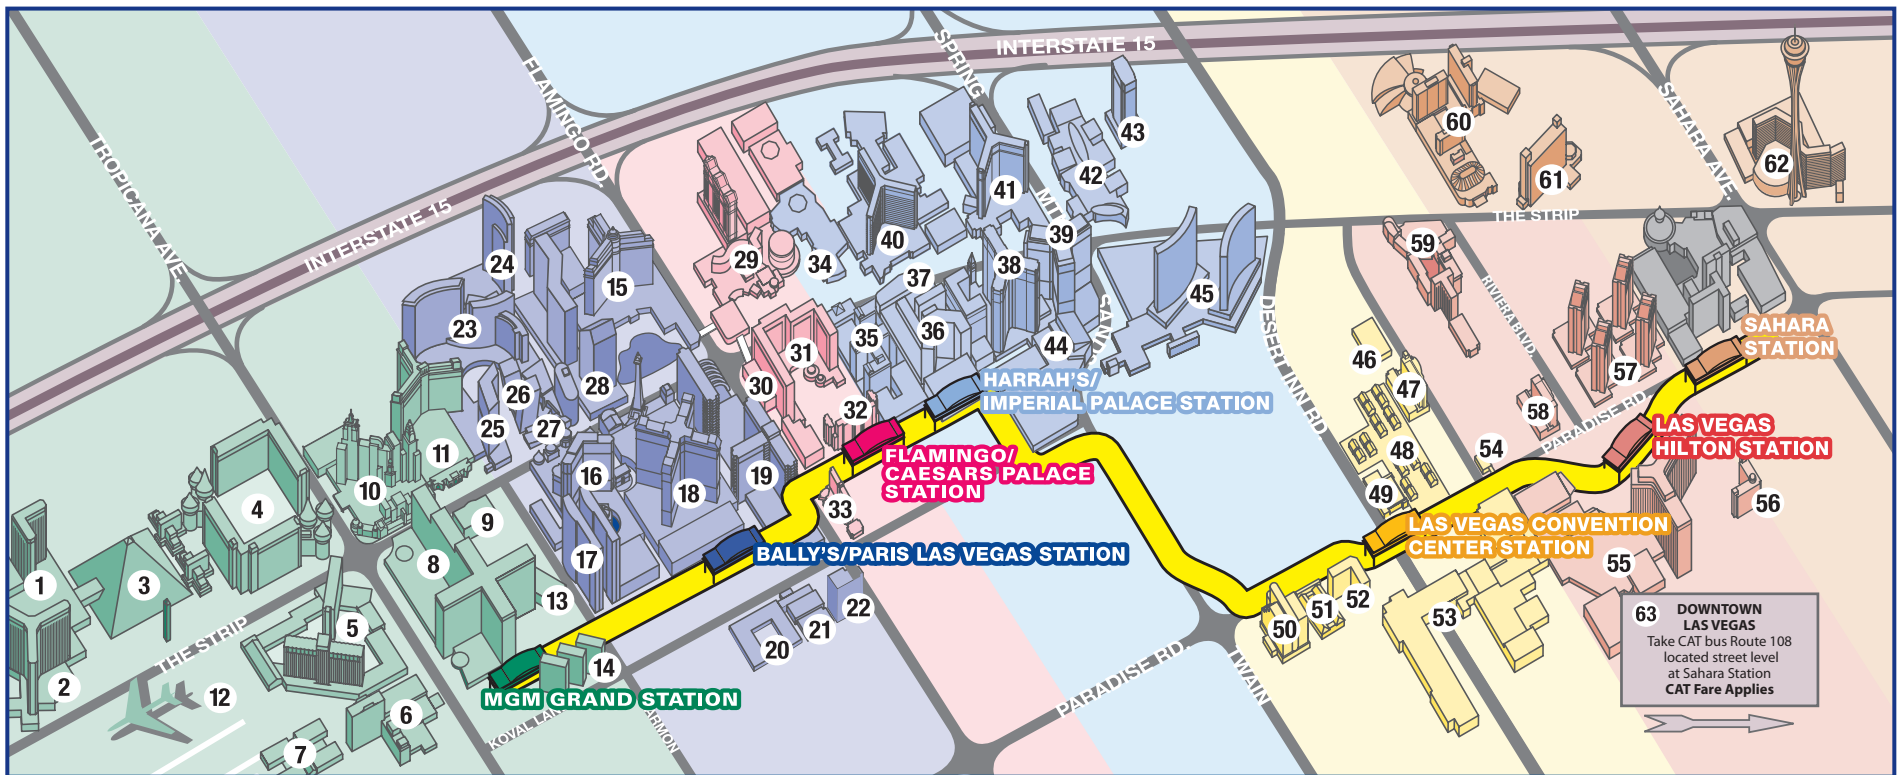 INTERSTATE 15
SPRING
MT.
FLAMINGO RD.
TROPICANA AVE.
INTERSTATE 15
SAHARA AVE.
THE STRIP
RIVIERA BLVD.
DESERT INN RD.
PARADISE RD.
THE STRIP
KOVAL LAN
HARMON
PARADISE RD.
TWAIN
SAHARA
STATION
LAS VEGAS
HILTON STATION
LAS VEGAS CONVENTION
CENTER STATION
HARRAH'S/
IMPERIAL PALACE STATION
FLAMINGO/
CAESARS PALACE
STATION
BALLY'S/PARIS LAS VEGAS STATION
MGM GRAND STATION
1
2
3
4
5
6
7
8
9
10
11
12
13
14
15
16
17
18
19
20
21
22
23
24
25
26
27
28
29
30
31
32
33
34
35
36
37
38
39
40
41
42
43
44
45
46
47
48
49
50
51
52
53
54
55
56
57
58
59
60
61
62
63
DOWNTOWN
LAS VEGAS
Take CAT bus Route 108
located street level
at Sahara Station
CAT Fare Applies